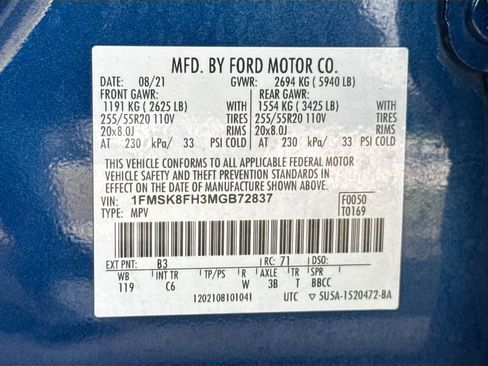 MFD. BY FORD MOTOR CO.
DATE: 08/21 GVWR: 2694 KG ( 5940 LB)
FRONT GAWR: REAR GAWR:
1191 KG ( 2625 LB) WITH 1554 KG ( 3425 LB) WITH
255/55R20 110V TIRES 255/55R20 110V TIRES
20x8.0J RIMS 20x8.0J RIMS
AT 230 kPa/ 33 PSI COLD AT 230 kPa/ 33 PSI COLD
THIS VEHICLE CONFORMS TO ALL APPLICABLE FEDERAL MOTOR
VEHICLE SAFETY AND THEFT PREVENTION STANDARDS IN
EFFECT ON THE DATE OF MANUFACTURE SHOWN ABOVE.
VIN: 1FMSK8FH3MGB72837 F0050
TYPE: MPV T0169
EXT PNT: B3 RC: 71 DSO:
WB INT TR TP/PS R AXLE TR SPR
119 C6 W 3B T BBCC
1202108101041 UTC ▽5U5A-1520472-BA